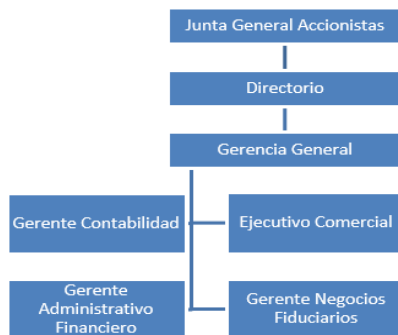 Junta General Accionistas
Directorio
Gerencia General
Gerente Contabilidad
Ejecutivo Comercial
Gerente
Administrativo
Financiero
Gerente Negocios
Fiduciarios